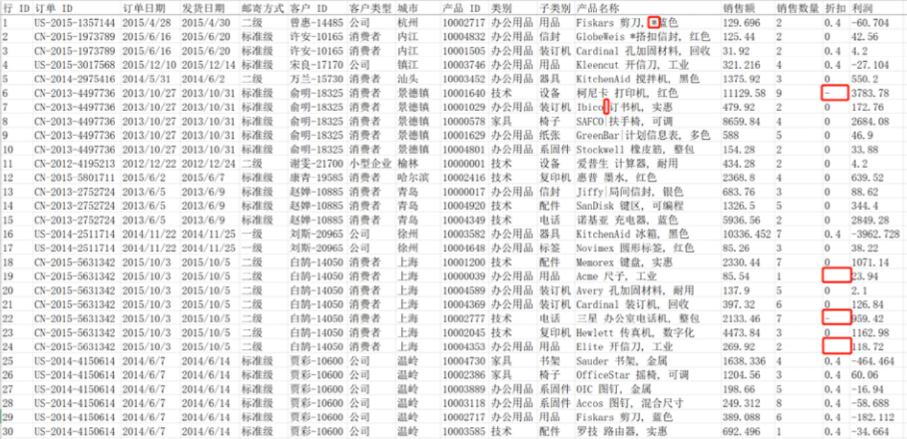 行 ID 订单 ID 订单日期 发货日期 邮寄方式 客户 ID 客户类型 城市 产品 ID 类别 子类别 产品名称 销售额 销售数量 折扣 利润
1 US-2015-1357144 2015/4/28 2015/4/30 二级 曾惠-14485 公司 杭州 10002717 办公用品 用品 Fiskars 剪刀, *蓝色 129.696 2 0.4 -60.704
2 CN-2015-1973789 2015/6/16 2015/6/20 标准级 许安-10165 消费者 内江 10004832 办公用品 信封 GlobeWeis *搭扣信封, 红色 125.44 2 0 42.56
3 CN-2015-1973789 2015/6/16 2015/6/20 标准级 许安-10165 消费者 内江 10001505 办公用品 装订机 Cardinal 孔加固材料, 回收 31.92 2 0.4 4.2
4 US-2015-3017568 2015/12/10 2015/12/14 标准级 宋良-17170 公司 镇江 10003746 办公用品 用品 Kleencut 开信刀, 工业 321.216 4 0.4 -27.104
5 CN-2014-2975416 2014/5/31 2014/6/2 二级 万兰-15730 消费者 汕头 10003452 办公用品 器具 KitchenAid 搅拌机, 黑色 1375.92 3 0 550.2
6 CN-2013-4497736 2013/10/27 2013/10/31 标准级 俞明-18325 消费者 景德镇 10001640 技术 设备 柯尼卡 打印机, 红色 11129.58 9 - 3783.78
7 CN-2013-4497736 2013/10/27 2013/10/31 标准级 俞明-18325 消费者 景德镇 10001029 办公用品 装订机 Ibico|订书机, 实惠 479.92 2 0 172.76
8 CN-2013-4497736 2013/10/27 2013/10/31 标准级 俞明-18325 消费者 景德镇 10000578 家具 椅子 SAFCO|扶手椅, 可调 8659.84 4 0 2684.08
9 CN-2013-4497736 2013/10/27 2013/10/31 标准级 俞明-18325 消费者 景德镇 10001629 办公用品 纸张 GreenBar|计划信息表, 多色 588 5 0 46.9
10 CN-2013-4497736 2013/10/27 2013/10/31 标准级 俞明-18325 消费者 景德镇 10004801 办公用品 系固件 Stockwell 橡皮筋, 整包 154.28 2 0 33.88
11 CN-2012-4195213 2012/12/22 2012/12/24 二级 谢雯-21700 小型企业 榆林 10000001 技术 设备 爱普生 计算器, 耐用 434.28 2 0 4.2
12 CN-2015-5801711 2015/6/2 2015/6/7 标准级 康青-19585 消费者 哈尔滨 10002416 技术 复印机 惠普 墨水, 红色 2368.8 4 0 639.52
13 CN-2013-2752724 2013/6/5 2013/6/9 标准级 赵婵-10885 消费者 青岛 10000017 办公用品 信封 Jiffy|局间信封, 银色 683.76 3 0 88.62
14 CN-2013-2752724 2013/6/5 2013/6/9 标准级 赵婵-10885 消费者 青岛 10004920 技术 配件 SanDisk 键区, 可编程 1326.5 5 0 344.4
15 CN-2013-2752724 2013/6/5 2013/6/9 标准级 赵婵-10885 消费者 青岛 10004349 技术 电话 诺基亚 充电器, 蓝色 5936.56 2 0 2849.28
16 US-2014-2511714 2014/11/22 2014/11/25 一级 刘斯-20965 公司 徐州 10003582 办公用品 器具 KitchenAid 冰箱, 黑色 10336.452 7 0.4 -3962.728
17 US-2014-2511714 2014/11/22 2014/11/25 一级 刘斯-20965 公司 徐州 10004648 办公用品 标签 Novimex 圆形标签, 红色 85.26 3 0 38.22
18 CN-2015-5631342 2015/10/3 2015/10/5 二级 白鹄-14050 消费者 上海 10001200 技术 配件 Memorex 键盘, 实惠 2330.44 7 0 1071.14
19 CN-2015-5631342 2015/10/3 2015/10/5 二级 白鹄-14050 消费者 上海 10000039 办公用品 用品 Acme 尺子, 工业 85.54 1 23.94
20 CN-2015-5631342 2015/10/3 2015/10/5 二级 白鹄-14050 消费者 上海 10004589 办公用品 装订机 Avery 孔加固材料, 耐用 137.9 5 0 2.1
21 CN-2015-5631342 2015/10/3 2015/10/5 二级 白鹄-14050 消费者 上海 10004369 办公用品 装订机 Cardinal 装订机, 回收 397.32 6 0 126.84
22 CN-2015-5631342 2015/10/3 2015/10/5 二级 白鹄-14050 消费者 上海 10002777 技术 电话 三星 办公室电话机, 整包 2133.46 7 - 959.42
23 CN-2015-5631342 2015/10/3 2015/10/5 二级 白鹄-14050 消费者 上海 10002045 技术 复印机 Hewlett 传真机, 数字化 4473.84 3 0 1162.98
24 CN-2015-5631342 2015/10/3 2015/10/5 二级 白鹄-14050 消费者 上海 10004353 办公用品 用品 Elite 开信刀, 工业 269.92 2 118.72
25 US-2014-4150614 2014/6/7 2014/6/14 标准级 贾彩-10600 公司 温岭 10004730 家具 书架 Sauder 书架, 金属 1638.336 4 0.4 -464.464
26 US-2014-4150614 2014/6/7 2014/6/14 标准级 贾彩-10600 公司 温岭 10002386 家具 椅子 OfficeStar 摇椅, 可调 1204.56 3 0.4 60.06
27 US-2014-4150614 2014/6/7 2014/6/14 标准级 贾彩-10600 公司 温岭 10003889 办公用品 系固件 OIC 图钉, 金属 198.66 5 0.4 -16.94
28 US-2014-4150614 2014/6/7 2014/6/14 标准级 贾彩-10600 公司 温岭 10003118 办公用品 系固件 Accos 图钉, 混合尺寸 249.312 8 0.4 -58.688
29 US-2014-4150614 2014/6/7 2014/6/14 标准级 贾彩-10600 公司 温岭 10002717 办公用品 用品 Fiskars 剪刀, 蓝色 389.088 6 0.4 -182.112
30 US-2014-4150614 2014/6/7 2014/6/14 标准级 贾彩-10600 公司 温岭 10003585 技术 配件 罗技 路由器, 实惠 692.496 1 0.4 -34.664